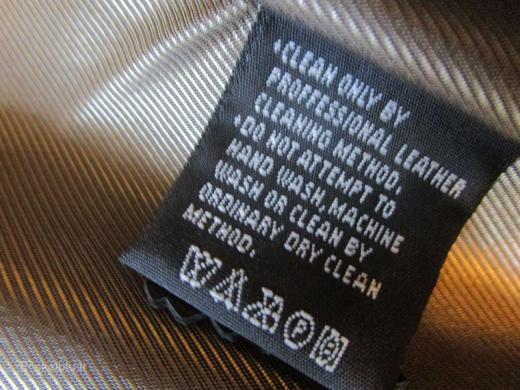 •CLEAN ONLY BY
PROFFESSIONAL LEATHER
CLEANING METHOD.
•DO NOT ATTEMPT TO
HAND WASH, MACHINE
WASH OR CLEAN BY
ORDINARY DRY CLEAN
METHOD.
P